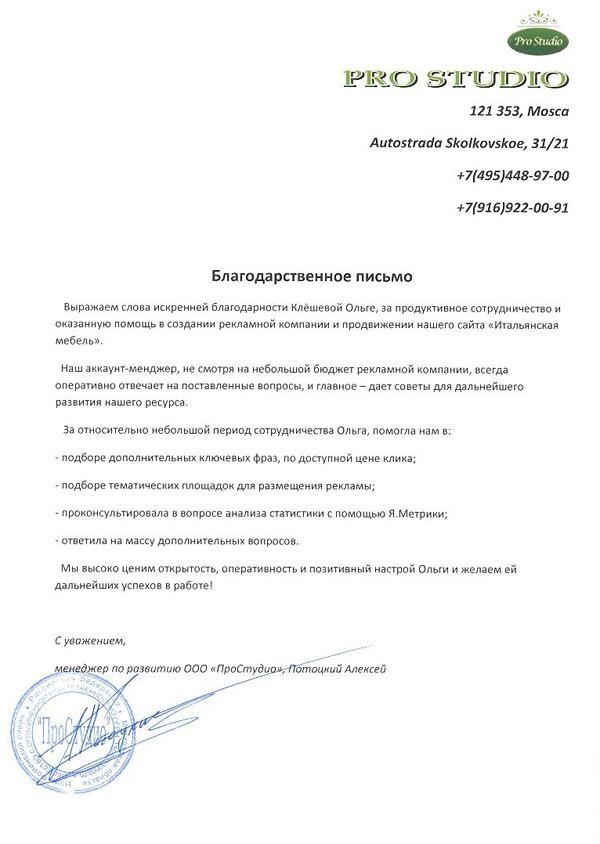 Pro Studio
PRO STUDIO
121 353, Mosca
Autostrada Skolkovskoe, 31/21
+7(495)448-97-00
+7(916)922-00-91
Благодарственное письмо
Выражаем слова искренней благодарности Клёшевой Ольге, за продуктивное сотрудничество и
оказанную помощь в создании рекламной компании и продвижении нашего сайта «Итальянская
мебель».
Наш аккаунт-менджер, не смотря на небольшой бюджет рекламной компании, всегда
оперативно отвечает на поставленные вопросы, и главное – дает советы для дальнейшего
развития нашего ресурса.
За относительно небольшой период сотрудничества Ольга, помогла нам в:
- подборе дополнительных ключевых фраз, по доступной цене клика;
- подборе тематических площадок для размещения рекламы;
- проконсультировала в вопросе анализа статистики с помощью Я.Метрики;
- ответила на массу дополнительных вопросов.
Мы высоко ценим открытость, оперативность и позитивный настрой Ольги и желаем ей
дальнейших успехов в работе!
С уважением,
менеджер по развитию ООО «ПроСтудио», Потоцкий Алексей
Российская Федерация
"ПроСтудио"